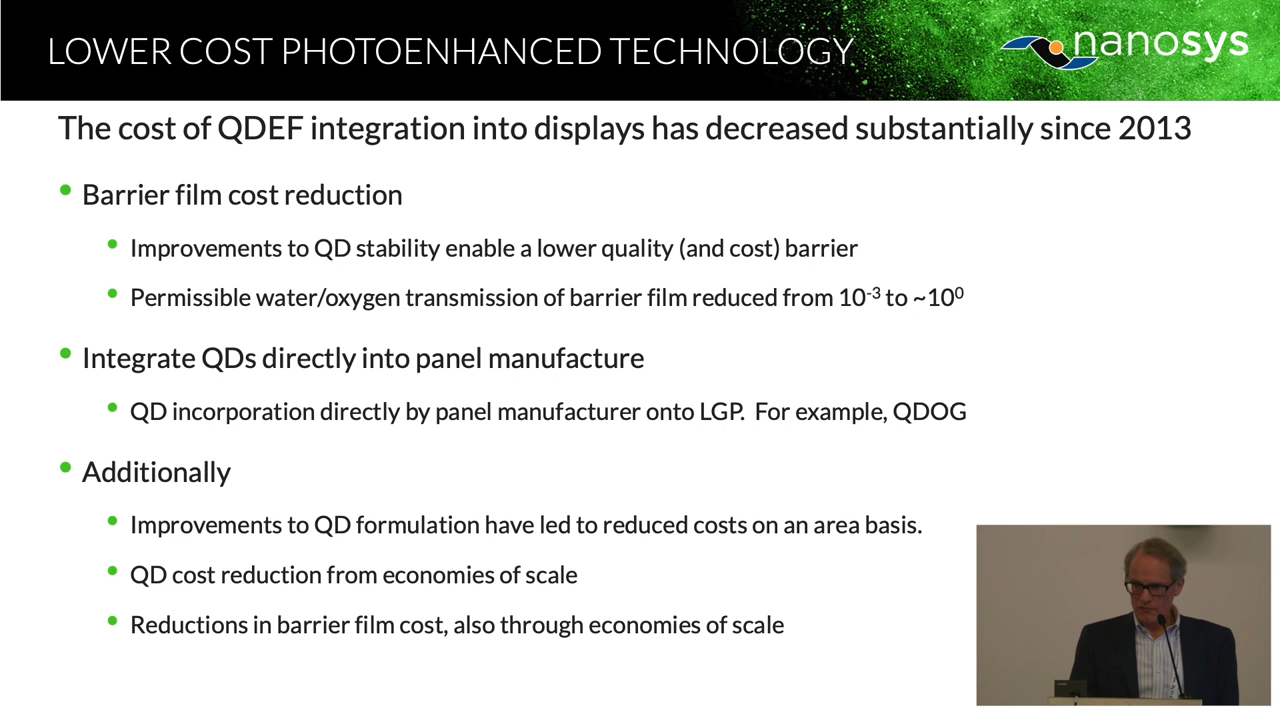 LOWER COST PHOTOENHANCED TECHNOLOGY
nanosys
The cost of QDEF integration into displays has decreased substantially since 2013
• Barrier film cost reduction
• Improvements to QD stability enable a lower quality (and cost) barrier
• Permissible water/oxygen transmission of barrier film reduced from 10⁻³ to ~10⁰
• Integrate QDs directly into panel manufacture
• QD incorporation directly by panel manufacturer onto LGP. For example, QDOG
• Additionally
• Improvements to QD formulation have led to reduced costs on an area basis.
• QD cost reduction from economies of scale
• Reductions in barrier film cost, also through economies of scale